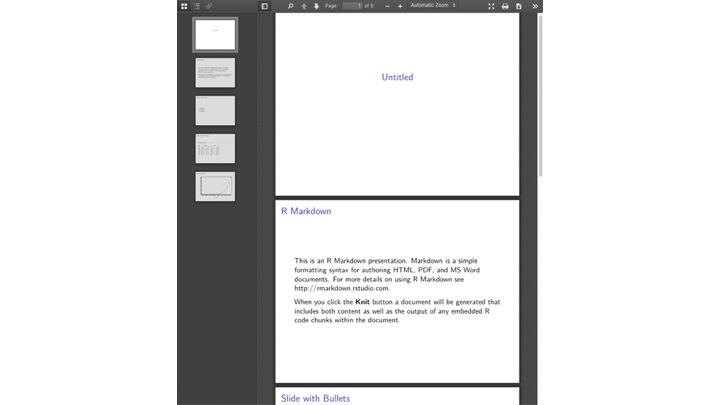 Page: 1 of 5
Automatic Zoom
Untitled
R Markdown
This is an R Markdown presentation. Markdown is a simple
formatting syntax for authoring HTML, PDF, and MS Word
documents. For more details on using R Markdown see
http://rmarkdown.rstudio.com.
When you click the Knit button a document will be generated that
includes both content as well as the output of any embedded R
code chunks within the document.
Slide with Bullets